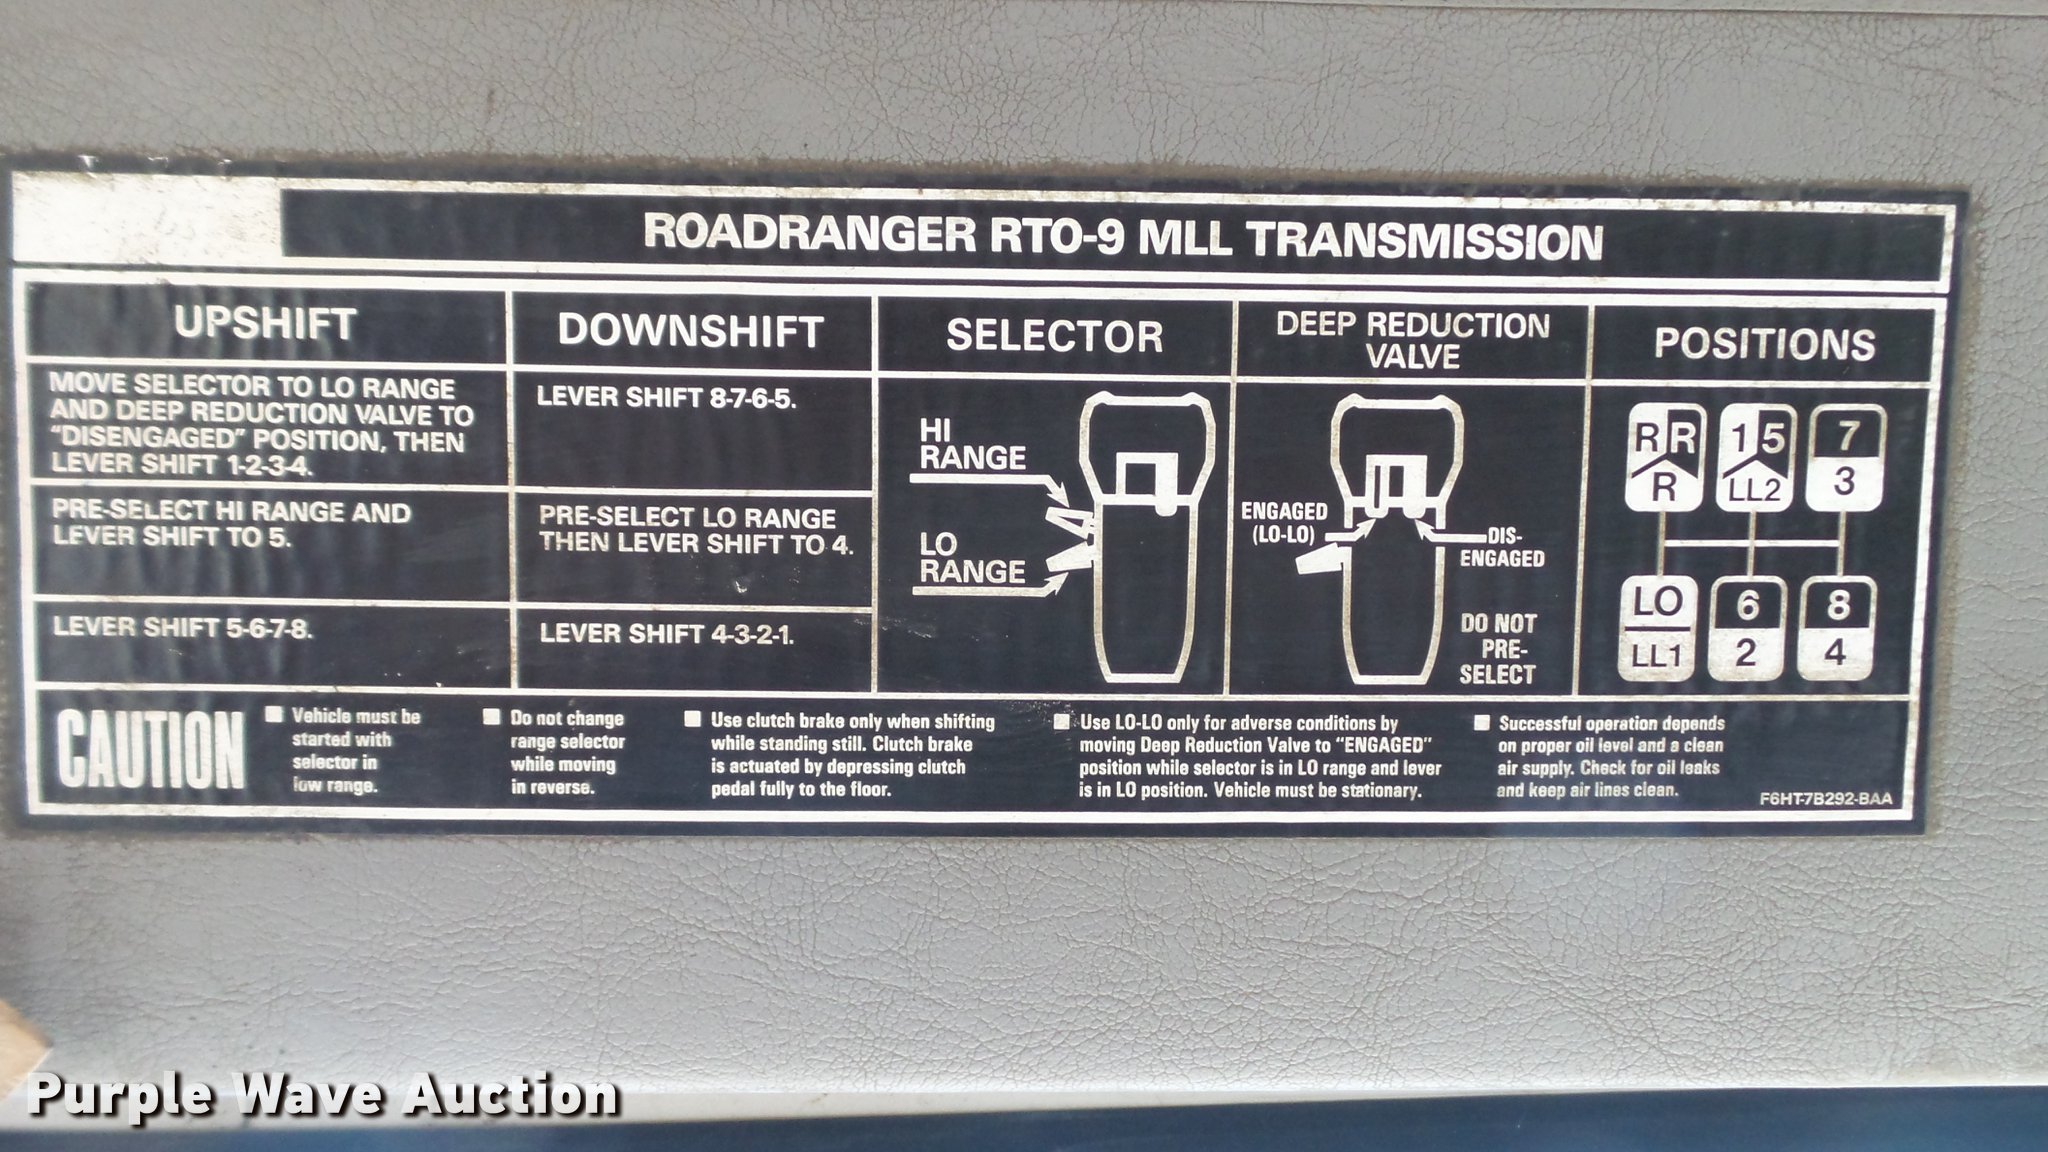 ROADRANGER RTO-9 MLL TRANSMISSION
UPSHIFT
MOVE SELECTOR TO LO RANGE
AND DEEP REDUCTION VALVE TO
"DISENGAGED" POSITION, THEN
LEVER SHIFT 1-2-3-4.
PRE-SELECT HI RANGE AND
LEVER SHIFT TO 5.
LEVER SHIFT 5-6-7-8.
DOWNSHIFT
LEVER SHIFT 8-7-6-5.
PRE-SELECT LO RANGE
THEN LEVER SHIFT TO 4.
LEVER SHIFT 4-3-2-1.
SELECTOR
HI
RANGE
LO
RANGE
DEEP REDUCTION
VALVE
ENGAGED
(LO-LO)
DIS-
ENGAGED
DO NOT
PRE-
SELECT
POSITIONS
R R 1 5 7
R LL2 3
LO 6 8
LL1 2 4
CAUTION
Vehicle must be
started with
selector in
low range.
Do not change
range selector
while moving
in reverse.
Use clutch brake only when shifting
while standing still. Clutch brake
is actuated by depressing clutch
pedal fully to the floor.
Use LO-LO only for adverse conditions by
moving Deep Reduction Valve to "ENGAGED"
position while selector is in LO range and lever
is in LO position. Vehicle must be stationary.
Successful operation depends
on proper oil level and a clean
air supply. Check for oil leaks
and keep air lines clean.
F6HT-7B292-BAA
Purple Wave Auction